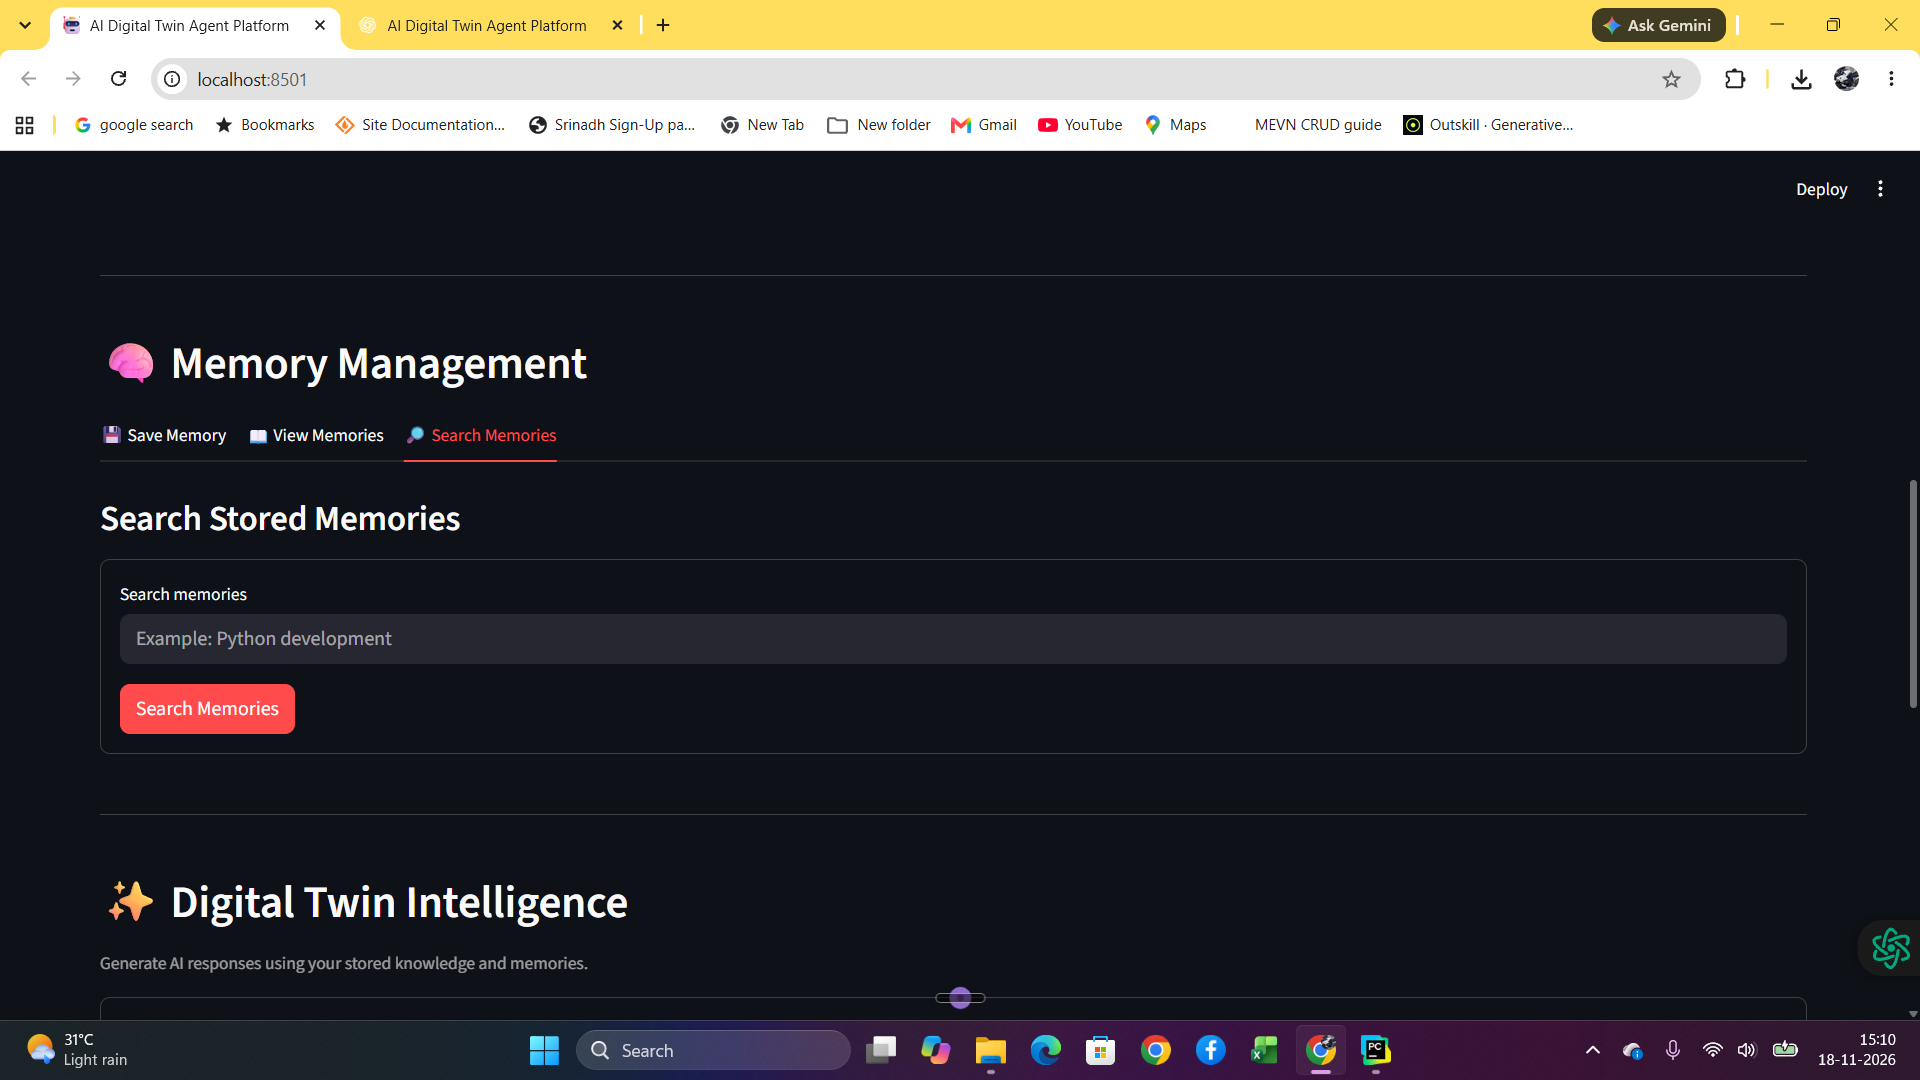 AI Digital Twin Agent Platform
AI Digital Twin Agent Platform
Ask Gemini
localhost:8501
google search
Bookmarks
Site Documentation...
Srinadh Sign-Up pa...
New Tab
New folder
Gmail
YouTube
Maps
MEVN CRUD guide
Outskill · Generative...
Deploy
Memory Management
Save Memory
View Memories
Search Memories
Search Stored Memories
Search memories
Example: Python development
Search Memories
Digital Twin Intelligence
Generate AI responses using your stored knowledge and memories.
31°C
Light rain
Search
PC
15:10
18-11-2026